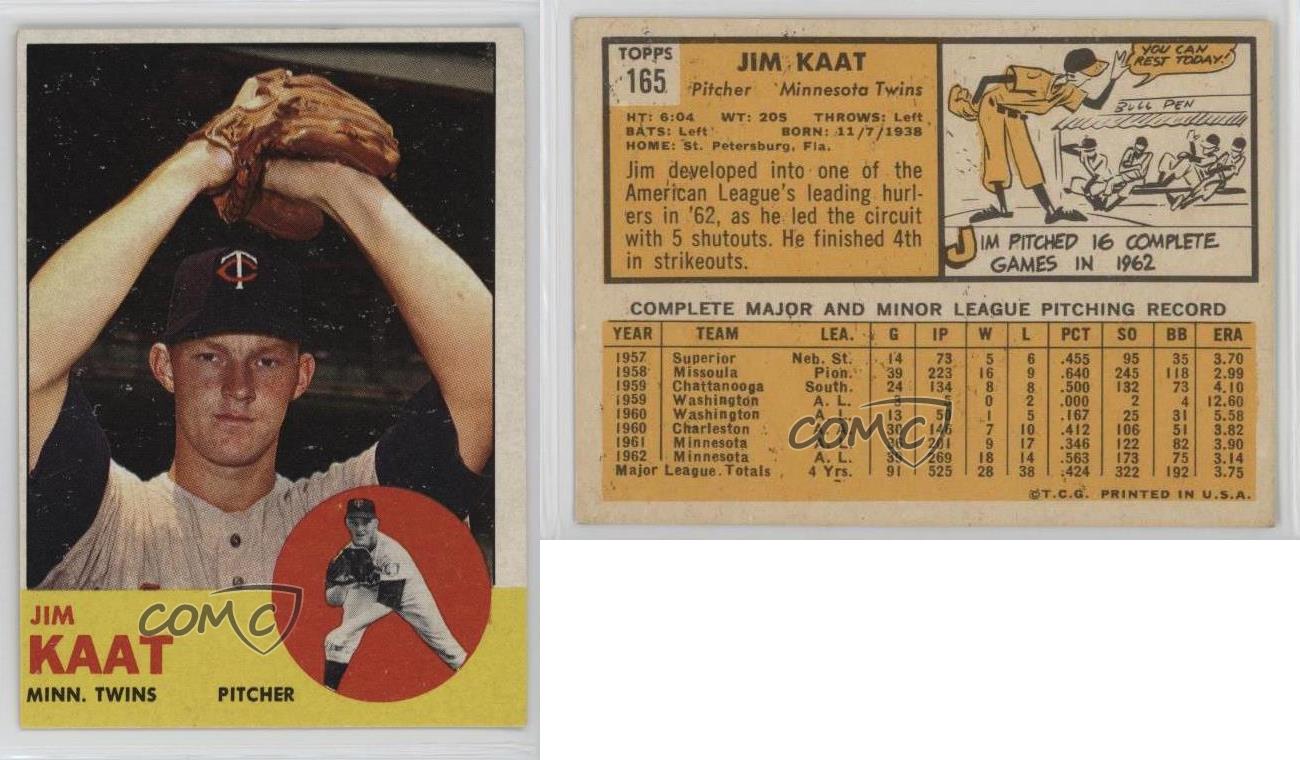 TC
JIM
KAAT
MINN. TWINS PITCHER
COMC
TOPPS
165
JIM KAAT
Pitcher Minnesota Twins
HT: 6:04 WT: 205 THROWS: Left
BATS: Left BORN: 11/7/1938
HOME: St. Petersburg, Fla.
Jim developed into one of the
American League's leading hurl-
ers in '62, as he led the circuit
with 5 shutouts. He finished 4th
in strikeouts.
YOU CAN
REST TODAY!
BULL PEN
JIM PITCHED 16 COMPLETE
GAMES IN 1962
COMPLETE MAJOR AND MINOR LEAGUE PITCHING RECORD
YEAR TEAM LEA. G IP W L PCT SO BB ERA
1957 Superior Neb. St. 14 73 5 6 .455 95 35 3.70
1958 Missoula Pion. 39 223 16 9 .640 245 118 2.99
1959 Chattanooga South. 24 134 8 8 .500 132 73 4.10
1959 Washington A. L. 3 0 2 .000 2 4 12.60
1960 Washington A. L. 13 50 1 5 .167 25 31 5.58
1960 Charleston A. A. 30 146 7 10 .412 106 51 3.82
1961 Minnesota A. L. 36 201 9 17 .346 122 82 3.90
1962 Minnesota A. L. 39 269 18 14 .563 173 75 3.14
Major League Totals 4 Yrs. 91 525 28 38 .424 322 192 3.75
©T.C.G. PRINTED IN U.S.A.
COMC